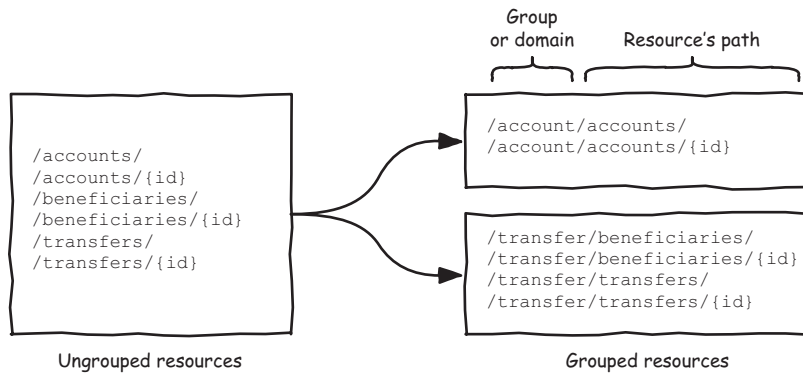 Group
or domain
Resource's path
/accounts/
/accounts/{id}
/beneficiaries/
/beneficiaries/{id}
/transfers/
/transfers/{id}
Ungrouped resources
/account/accounts/
/account/accounts/{id}
/transfer/beneficiaries/
/transfer/beneficiaries/{id}
/transfer/transfers/
/transfer/transfers/{id}
Grouped resources